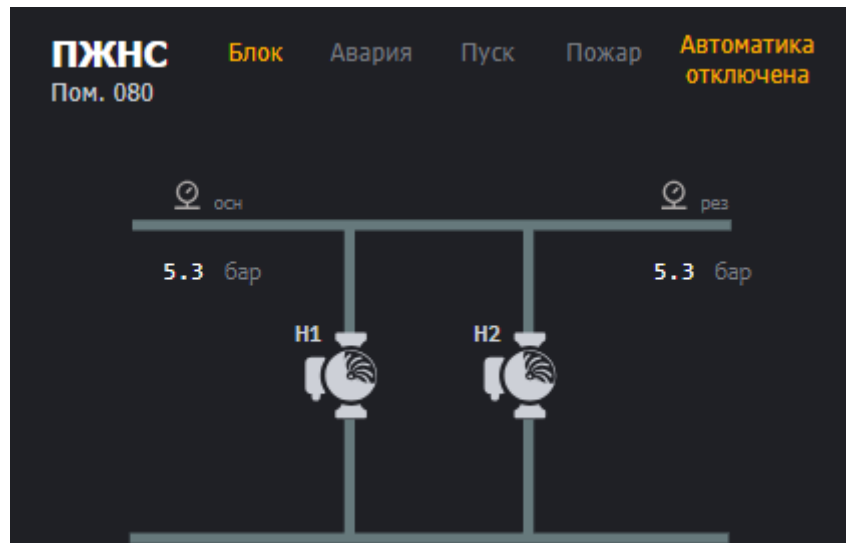 ПЖНС
Пом. 080
Блок
Авария
Пуск
Пожар
Автоматика
отключена
осн
рез
5.3 бар
5.3 бар
Н1
Н2